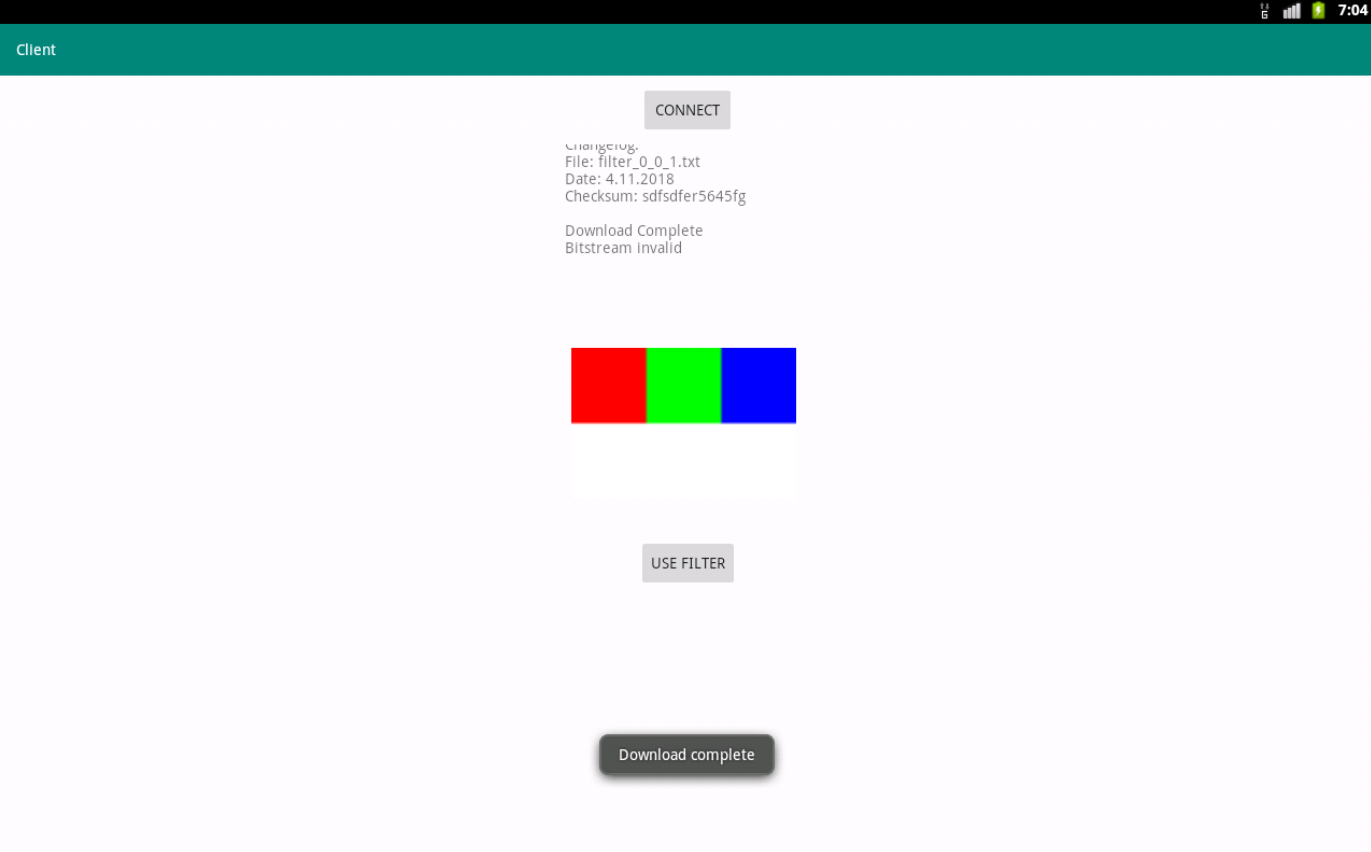 7:04
Client
CONNECT
Changelog:
File: filter_0_0_1.txt
Date: 4.11.2018
Checksum: sdfsdfer5645fg
Download Complete
Bitstream invalid
USE FILTER
Download complete